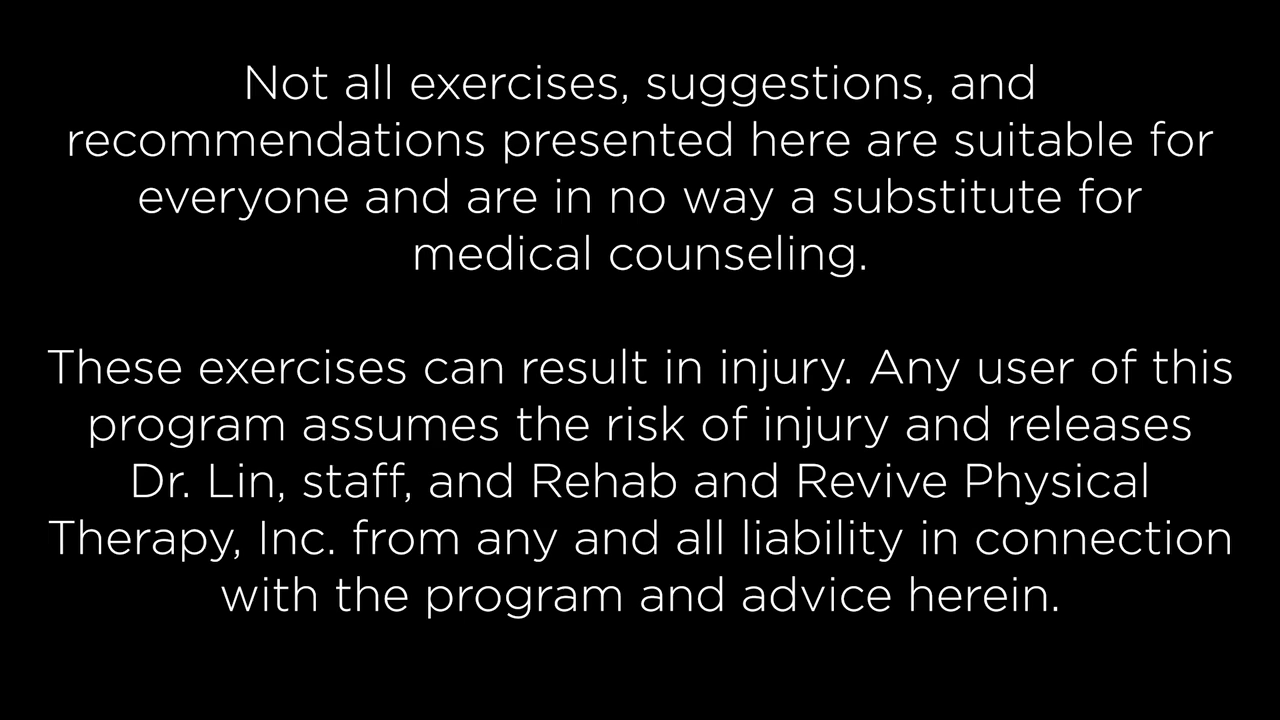 Not all exercises, suggestions, and
recommendations presented here are suitable for
everyone and are in no way a substitute for
medical counseling.
These exercises can result in injury. Any user of this
program assumes the risk of injury and releases
Dr. Lin, staff, and Rehab and Revive Physical
Therapy, Inc. from any and all liability in connection
with the program and advice herein.